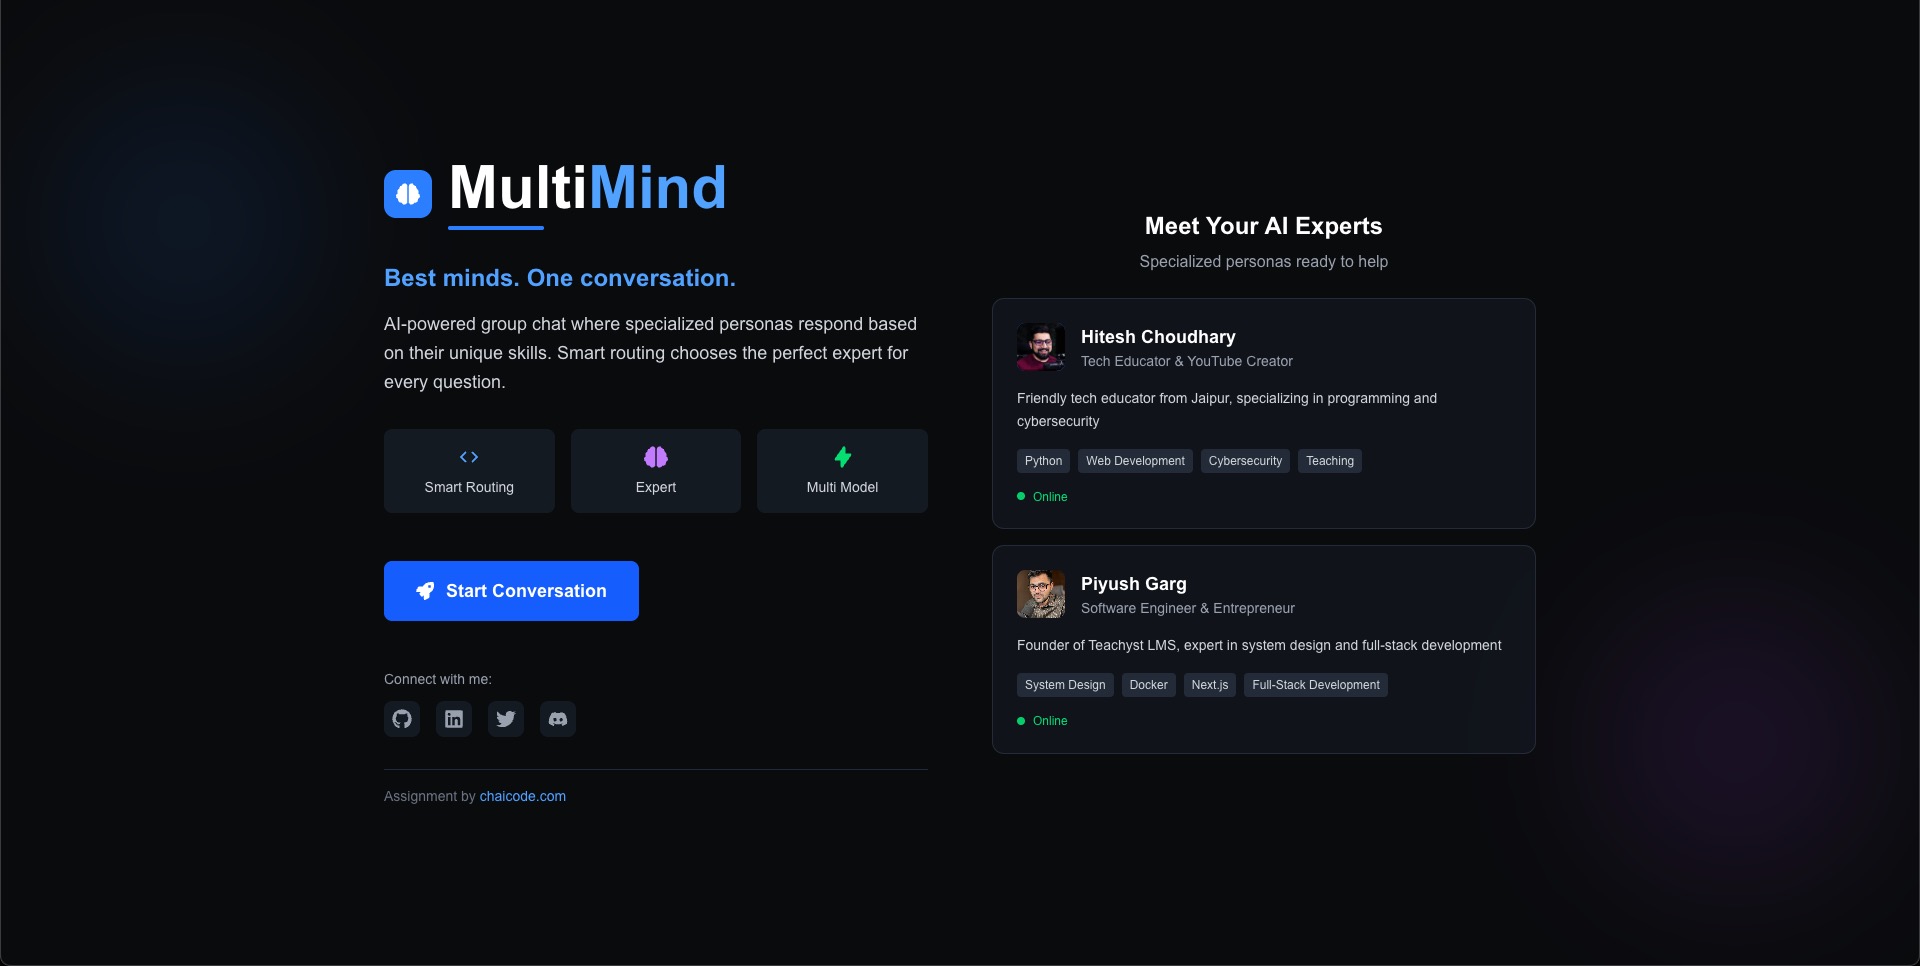 MultiMind
Best minds. One conversation.
AI-powered group chat where specialized personas respond based
on their unique skills. Smart routing chooses the perfect expert for
every question.
Smart Routing
Expert
Multi Model
Start Conversation
Connect with me:
Assignment by chaicode.com
Meet Your AI Experts
Specialized personas ready to help
Hitesh Choudhary
Tech Educator & YouTube Creator
Friendly tech educator from Jaipur, specializing in programming and
cybersecurity
Python Web Development Cybersecurity Teaching
Online
Piyush Garg
Software Engineer & Entrepreneur
Founder of Teachyst LMS, expert in system design and full-stack development
System Design Docker Next.js Full-Stack Development
Online